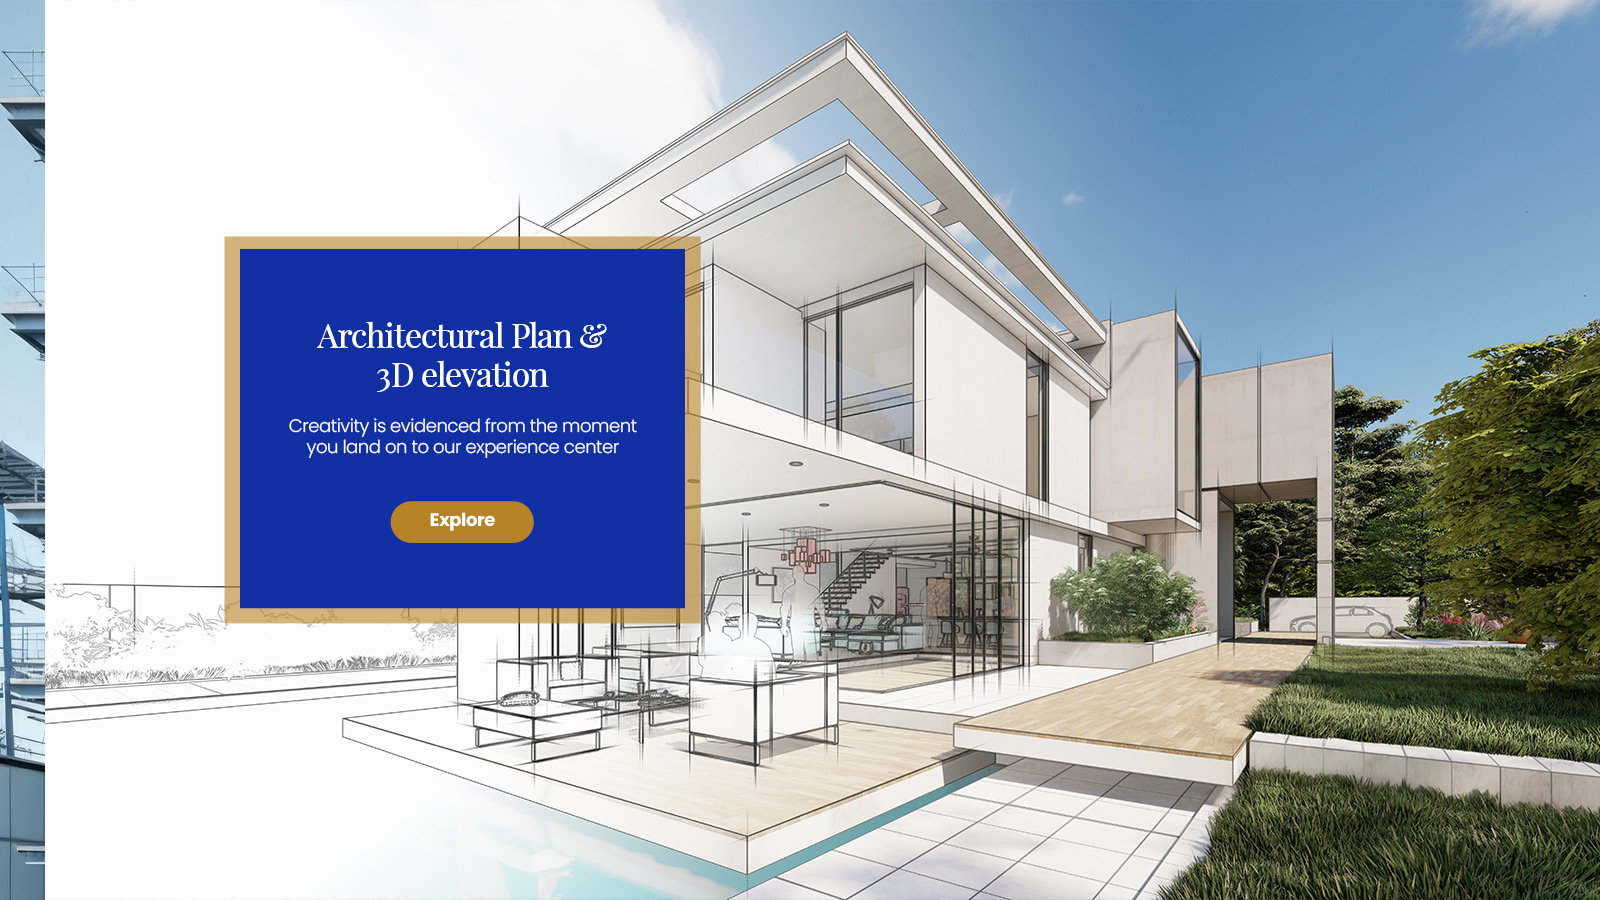 Architectural Plan &
3D elevation
Creativity is evidenced from the moment
you land on to our experience center
Explore